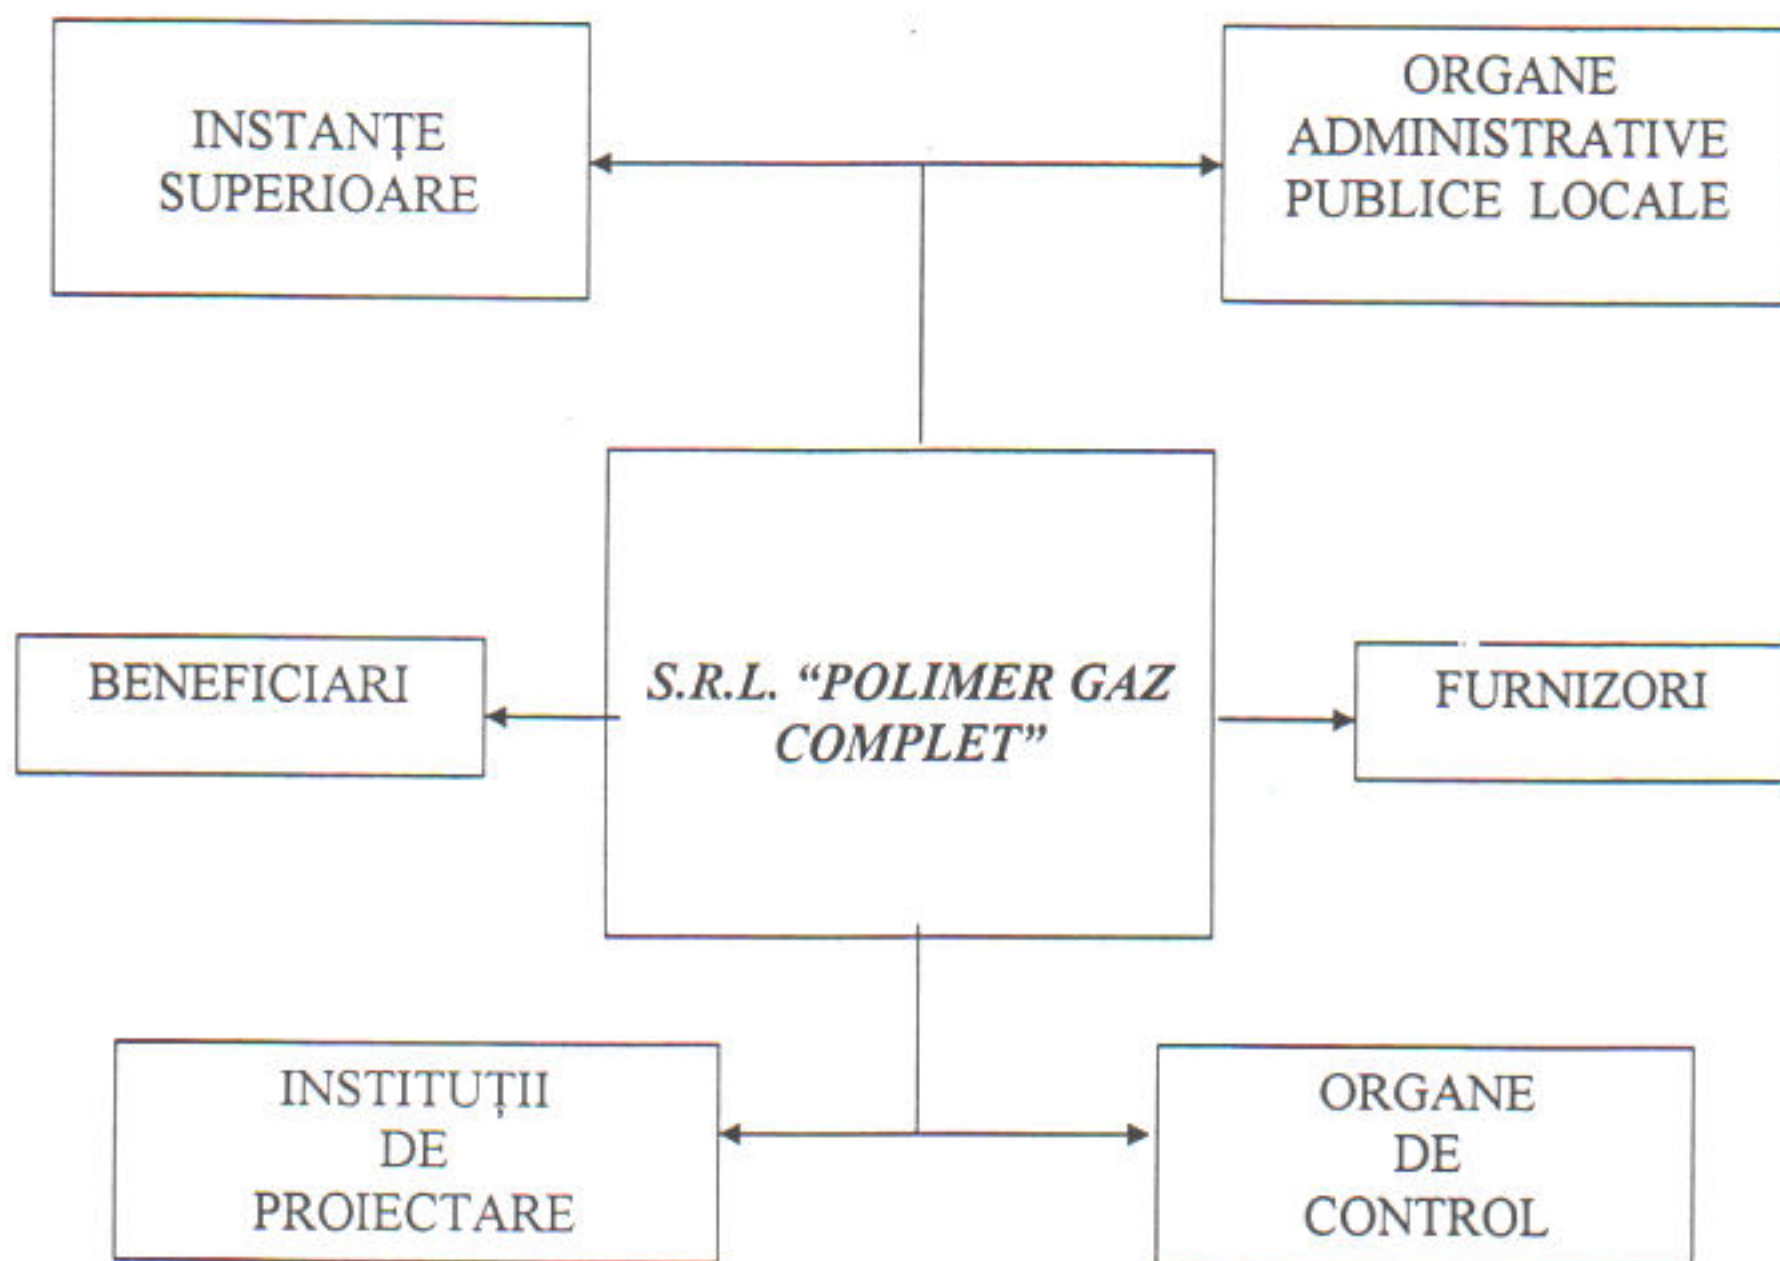 INSTANȚE
SUPERIOARE
ORGANE
ADMINISTRATIVE
PUBLICE LOCALE
BENEFICIARI
S.R.L. “POLIMER GAZ
COMPLET”
FURNIZORI
INSTITUȚII
DE
PROIECTARE
ORGANE
DE
CONTROL